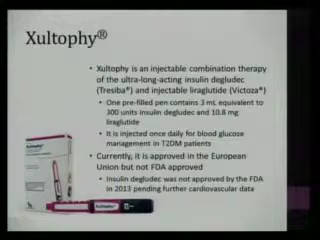 Xultophy®
• Xultophy is an injectable combination therapy
of the ultra-long-acting insulin degludec
(Tresiba®) and injectable liraglutide (Victoza®)
• One pre-filled pen contains 3 mL equivalent to
300 units insulin degludec and 10.8 mg
liraglutide
• It is injected once daily for blood glucose
management in T2DM patients
• Currently, it is approved in the European
Union but not FDA approved
• Insulin degludec was not approved by the FDA
in 2013 pending further cardiovascular data
Xultophy